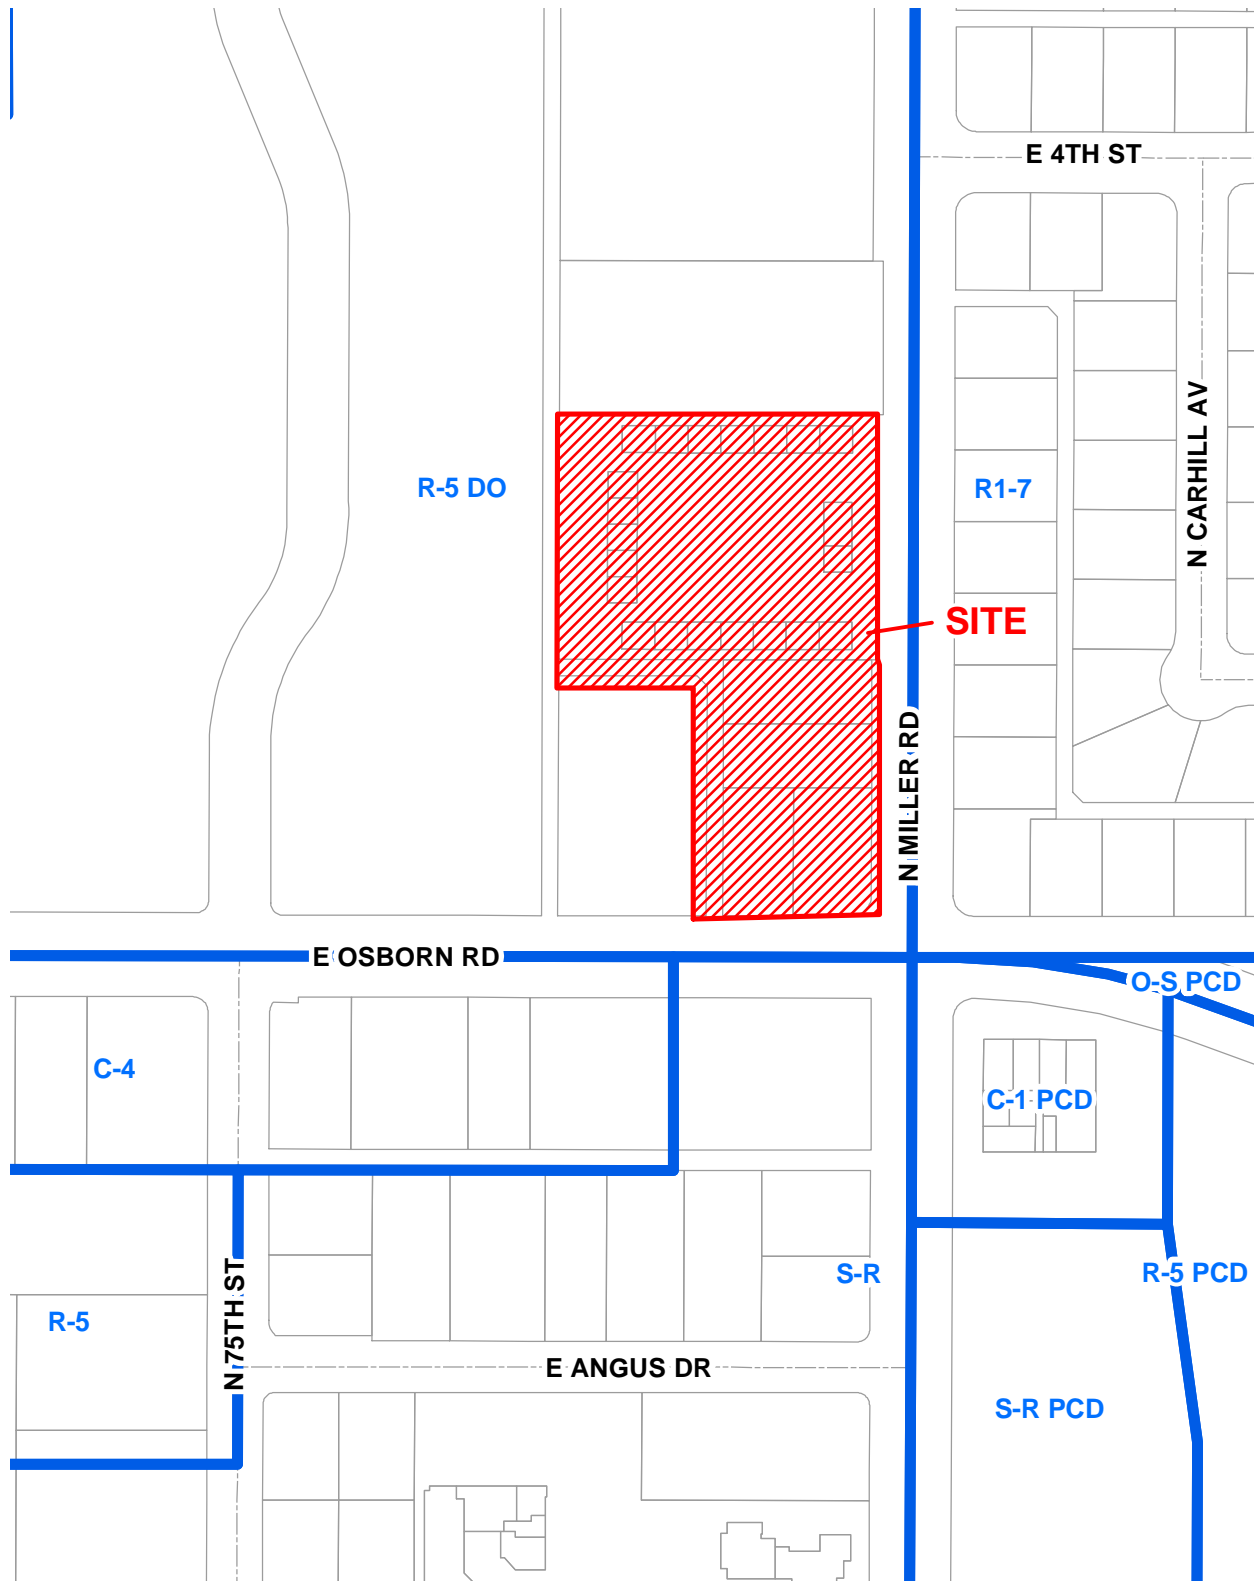 E 4TH ST
N CARHILL AV
R-5 DO
R1-7
SITE
N MILLER RD
E OSBORN RD
O-S PCD
C-4
C-1 PCD
S-R
R-5 PCD
N 75TH ST
R-5
E ANGUS DR
S-R PCD